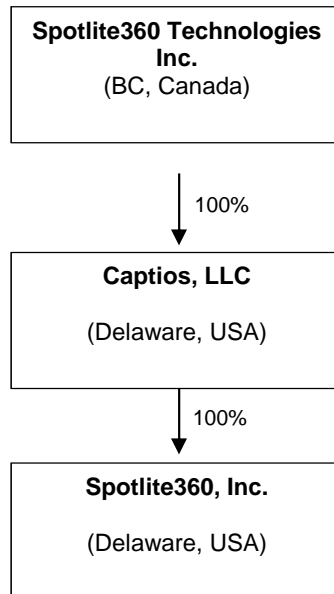 Spotlite360 Technologies
Inc.
(BC, Canada)
100%
Captios, LLC
(Delaware, USA)
100%
Spotlite360, Inc.
(Delaware, USA)